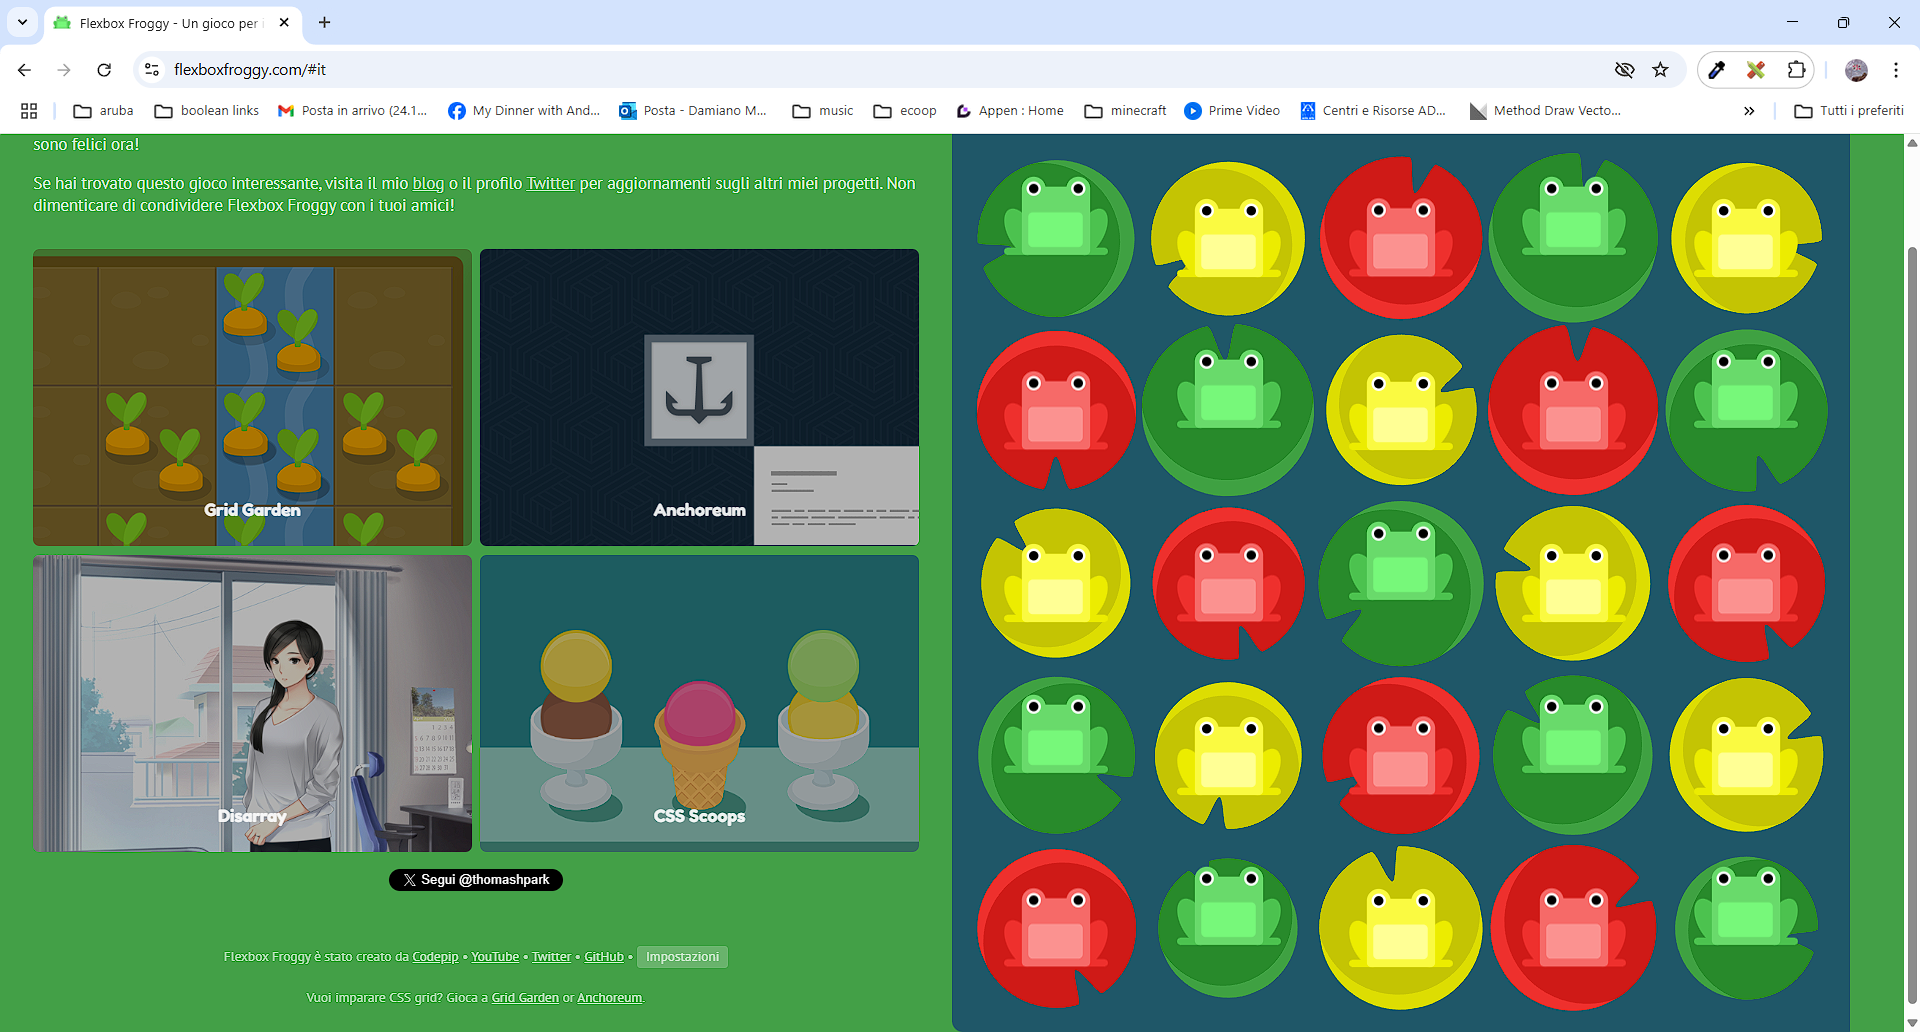 Flexbox Froggy - Un gioco per i
flexboxfroggy.com/#it
aruba
boolean links
Posta in arrivo (24.1...
My Dinner with And...
Posta - Damiano M...
music
ecoop
Appen : Home
minecraft
Prime Video
Centri e Risorse AD...
Method Draw Vecto...
»
Tutti i preferiti
sono felici ora!
Se hai trovato questo gioco interessante, visita il mio blog o il profilo Twitter per aggiornamenti sugli altri miei progetti. Non
dimenticare di condividere Flexbox Froggy con i tuoi amici!
Grid Garden
Anchoreum
Disarray
CSS Scoops
Segui @thomashpark
Flexbox Froggy è stato creato da Codepip • YouTube • Twitter • GitHub • Impostazioni
Vuoi imparare CSS grid? Gioca a Grid Garden or Anchoreum.